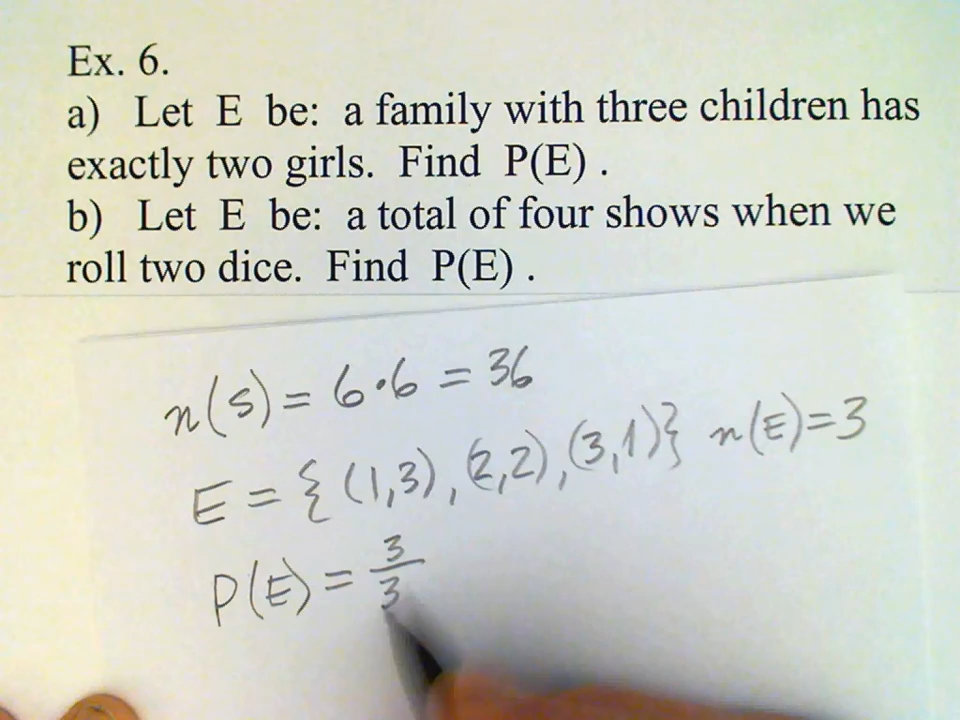 Ex. 6.
a) Let E be: a family with three children has
exactly two girls. Find P(E) .
b) Let E be: a total of four shows when we
roll two dice. Find P(E) .
n(S) = 6·6 = 36
E = { (1,3), (2,2), (3,1)} n(E)=3
P(E) = 3/3